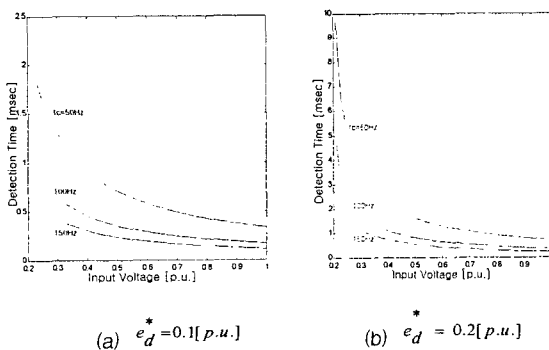 2.5
2
1.5
1
0.5
0
Detection Time [msec]
fc=50Hz
100Hz
150Hz
0.2 0.3 0.4 0.5 0.6 0.7 0.8 0.9 1
Input Voltage [p.u.]
(a) e*d = 0.1[p.u.]
10
9
8
7
6
5
4
3
2
1
0
Detection Time [msec]
fc=50Hz
100Hz
150Hz
0.2 0.3 0.4 0.5 0.6 0.7 0.8 0.9
Input Voltage [p.u.]
(b) e*d = 0.2[p.u.]